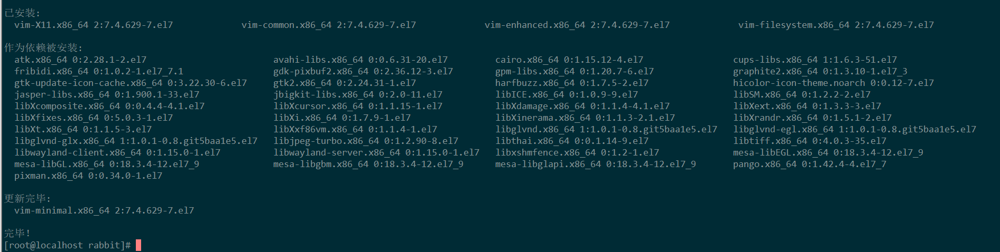 已安装:
vim-X11.x86_64 2:7.4.629-7.el7 vim-common.x86_64 2:7.4.629-7.el7 vim-enhanced.x86_64 2:7.4.629-7.el7 vim-filesystem.x86_64 2:7.4.629-7.el7
作为依赖被安装:
atk.x86_64 0:2.28.1-2.el7 avahi-libs.x86_64 0:0.6.31-20.el7 cairo.x86_64 0:1.15.12-4.el7 cups-libs.x86_64 1:1.6.3-51.el7
fribidi.x86_64 0:1.0.2-1.el7_7.1 gdk-pixbuf2.x86_64 0:2.36.12-3.el7 gpm-libs.x86_64 0:1.20.7-6.el7 graphite2.x86_64 0:1.3.10-1.el7_3
gtk-update-icon-cache.x86_64 0:3.22.30-6.el7 gtk2.x86_64 0:2.24.31-1.el7 harfbuzz.x86_64 0:1.7.5-2.el7 hicolor-icon-theme.noarch 0:0.12-7.el7
jasper-libs.x86_64 0:1.900.1-33.el7 jbigkit-libs.x86_64 0:2.0-11.el7 libICE.x86_64 0:1.0.9-9.el7 libSM.x86_64 0:1.2.2-2.el7
libXcomposite.x86_64 0:0.4.4-4.1.el7 libXcursor.x86_64 0:1.1.15-1.el7 libXdamage.x86_64 0:1.1.4-4.1.el7 libXext.x86_64 0:1.3.3-3.el7
libXfixes.x86_64 0:5.0.3-1.el7 libXi.x86_64 0:1.7.9-1.el7 libXinerama.x86_64 0:1.1.3-2.1.el7 libXrandr.x86_64 0:1.5.1-2.el7
libXt.x86_64 0:1.1.5-3.el7 libXxf86vm.x86_64 0:1.1.4-1.el7 libglvnd.x86_64 1:1.0.1-0.8.git5baa1e5.el7 libglvnd-egl.x86_64 1:1.0.1-0.8.git5baa1e5.el7
libglvnd-glx.x86_64 1:1.0.1-0.8.git5baa1e5.el7 libjpeg-turbo.x86_64 0:1.2.90-8.el7 libthai.x86_64 0:0.1.14-9.el7 libtiff.x86_64 0:4.0.3-35.el7
libwayland-client.x86_64 0:1.15.0-1.el7 libwayland-server.x86_64 0:1.15.0-1.el7 libxshmfence.x86_64 0:1.2-1.el7 mesa-libEGL.x86_64 0:18.3.4-12.el7_9
mesa-libGL.x86_64 0:18.3.4-12.el7_9 mesa-libgbm.x86_64 0:18.3.4-12.el7_9 mesa-libglapi.x86_64 0:18.3.4-12.el7_9 pango.x86_64 0:1.42.4-4.el7_7
pixman.x86_64 0:0.34.0-1.el7
更新完毕:
vim-minimal.x86_64 2:7.4.629-7.el7
完毕!
[root@localhost rabbit]#